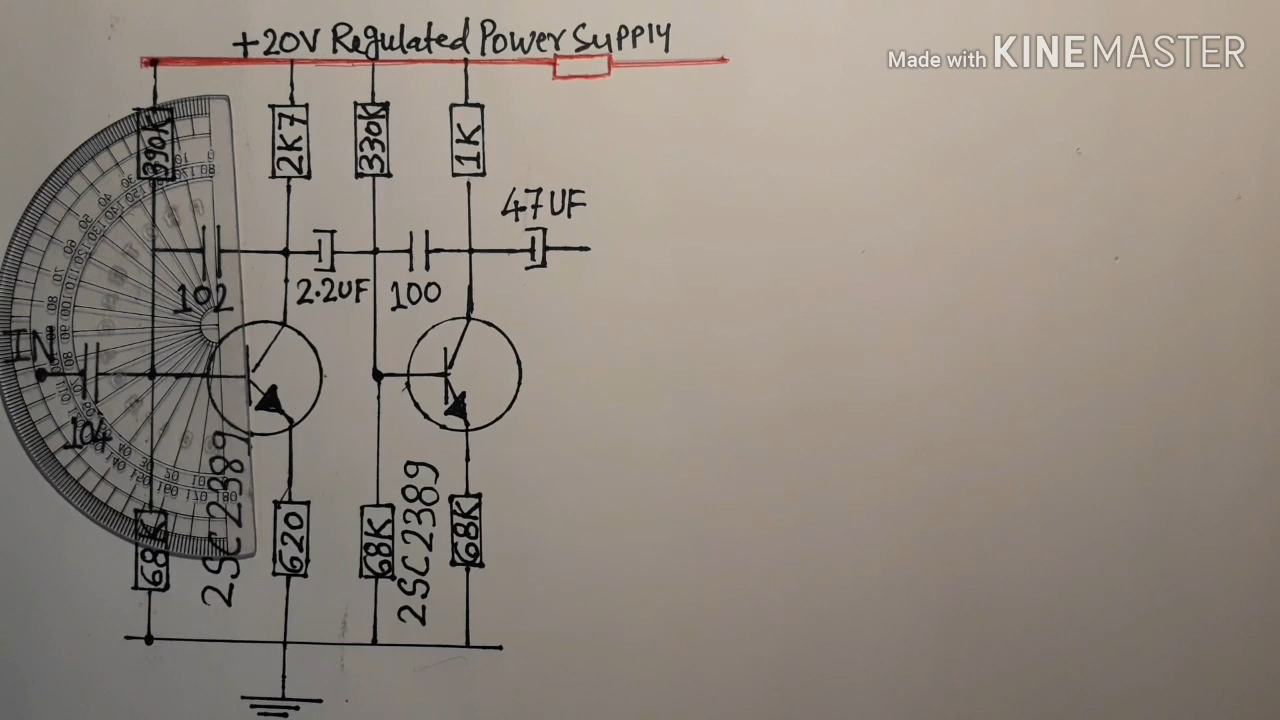 +20V Regulated Power Supply
Made with KINEMASTER
390K
2K7
330K
1K
47UF
102
2.2UF
100
IN
104
2SC2389
2SC2389
68K
620
68K
68K